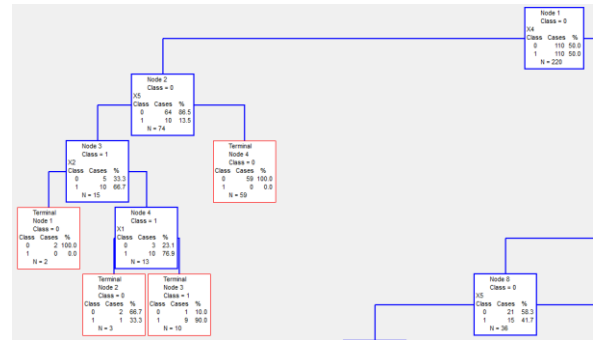 Node 1
Class = 0
X4
Class Cases %
0 110 50.0
1 110 50.0
N = 220
Node 2
Class = 0
X5
Class Cases %
0 64 86.5
1 10 13.5
N = 74
Node 3
Class = 1
X2
Class Cases %
0 5 33.3
1 10 66.7
N = 15
Terminal
Node 4
Class = 0
Class Cases %
0 59 100.0
1 0 0.0
N = 59
Terminal
Node 1
Class = 0
Class Cases %
0 2 100.0
1 0 0.0
N = 2
Node 4
Class = 1
X1
Class Cases %
0 3 23.1
1 10 76.9
N = 13
Terminal
Node 2
Class = 0
Class Cases %
0 2 66.7
1 1 33.3
N = 3
Terminal
Node 3
Class = 1
Class Cases %
0 1 10.0
1 9 90.0
N = 10
Node 8
Class = 0
X5
Class Cases %
0 21 58.3
1 15 41.7
N = 36